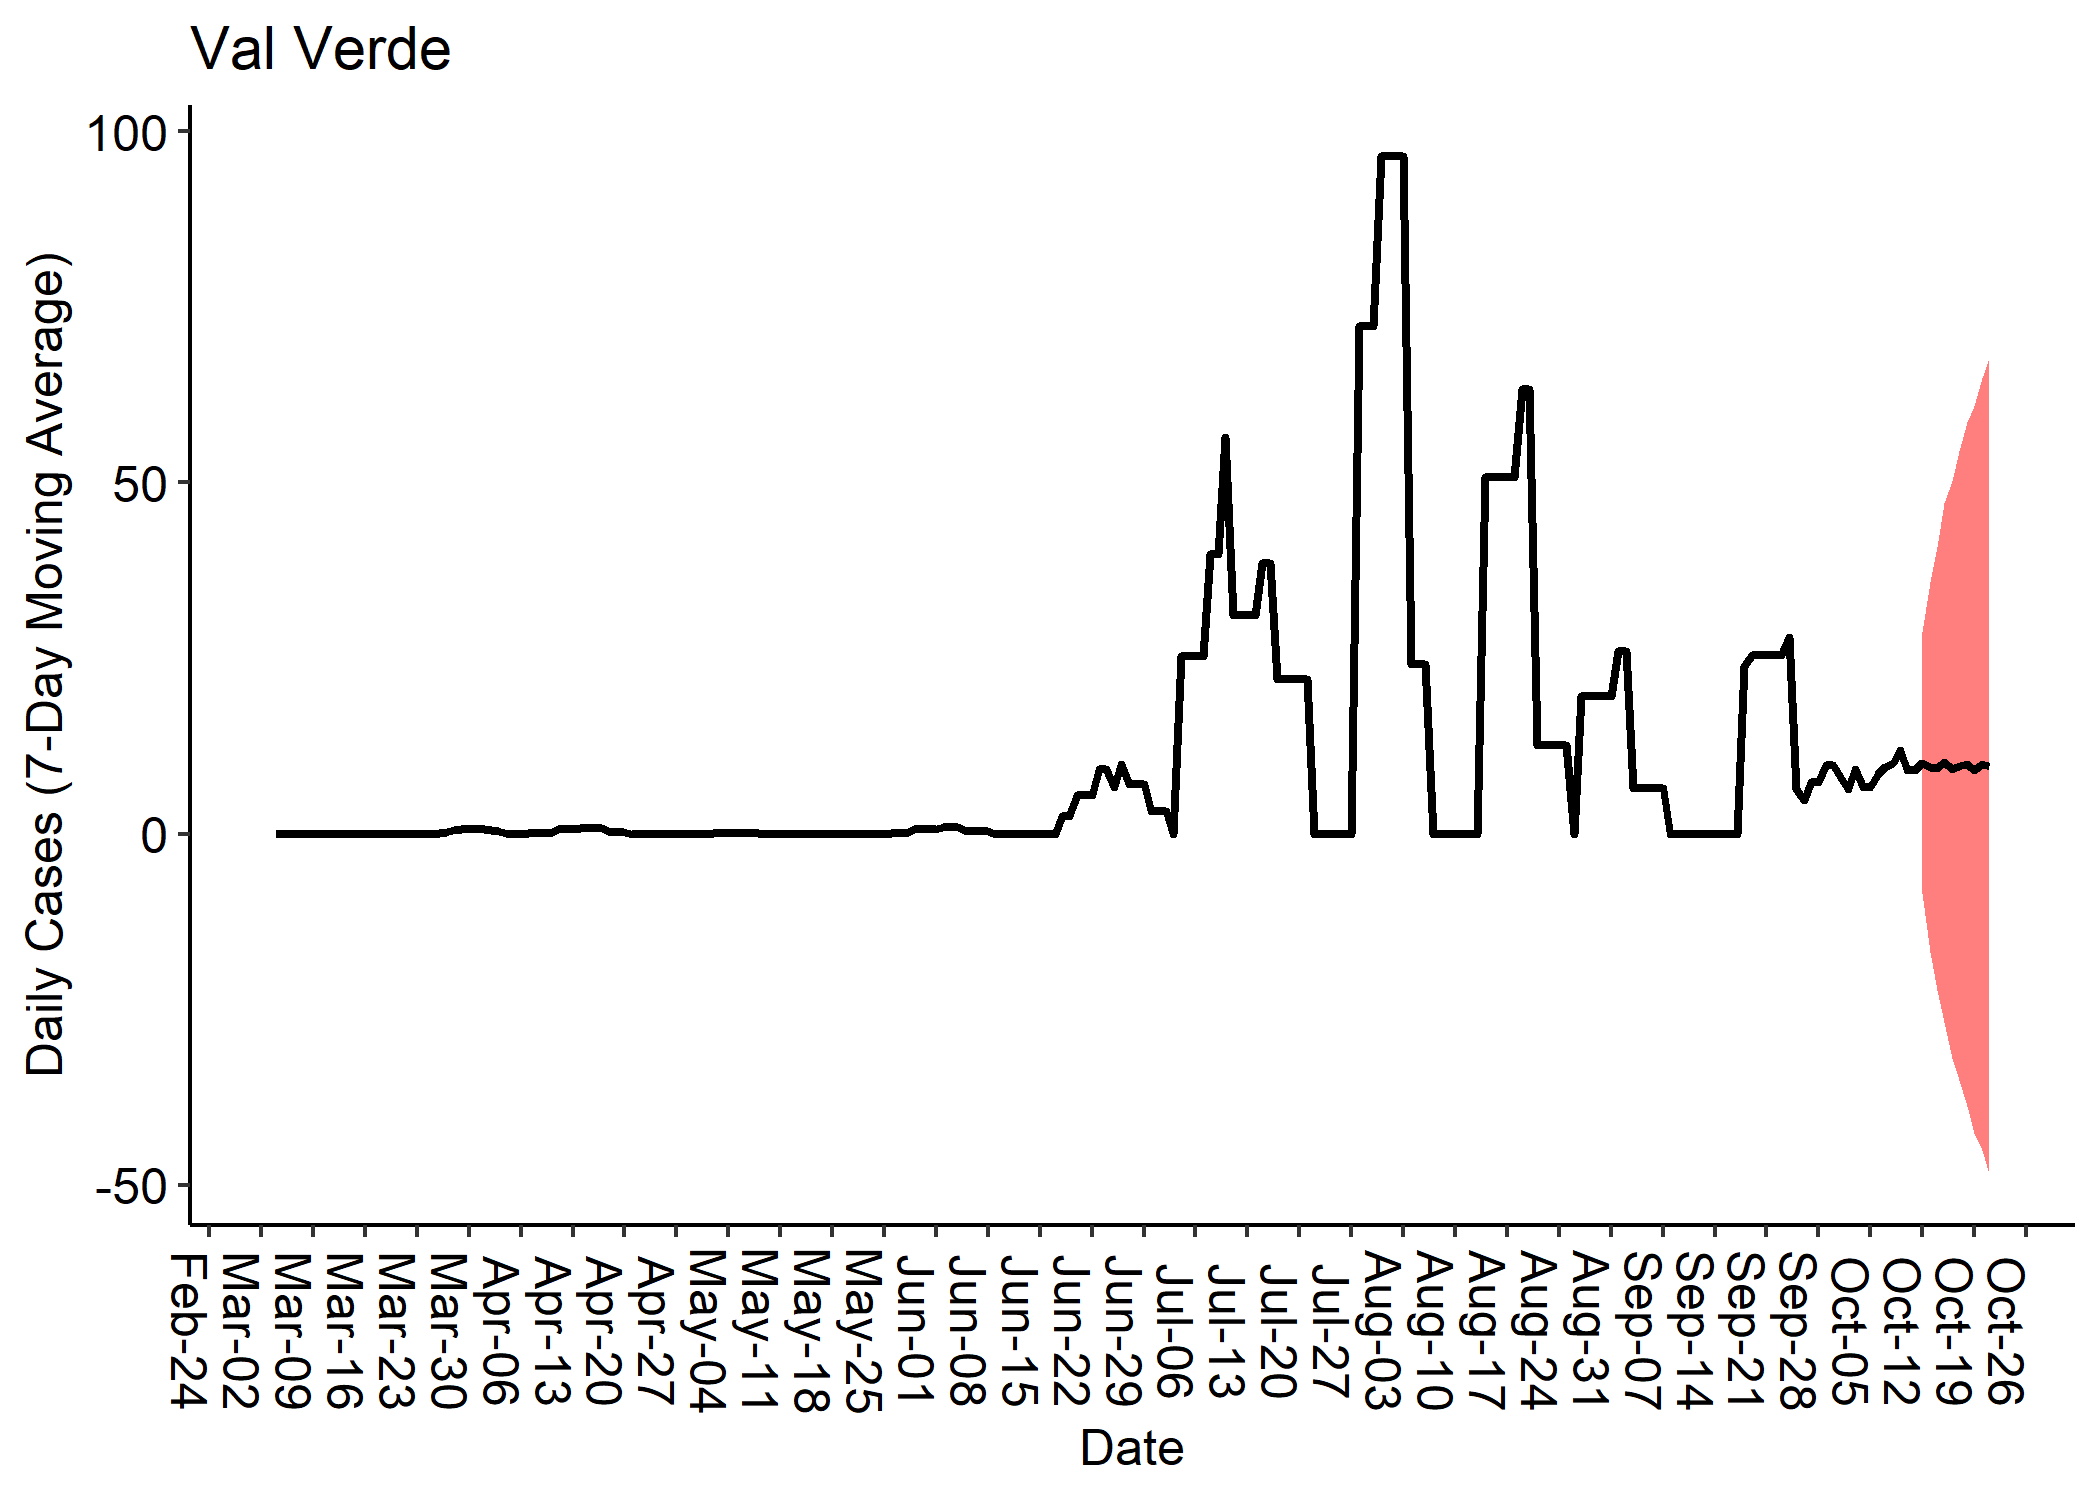 Val Verde
Daily Cases (7-Day Moving Average)
100
50
0
-50
Feb-24
Mar-02
Mar-09
Mar-16
Mar-23
Mar-30
Apr-06
Apr-13
Apr-20
Apr-27
May-04
May-11
May-18
May-25
Jun-01
Jun-08
Jun-15
Jun-22
Jun-29
Jul-06
Jul-13
Jul-20
Jul-27
Aug-03
Aug-10
Aug-17
Aug-24
Aug-31
Sep-07
Sep-14
Sep-21
Sep-28
Oct-05
Oct-12
Oct-19
Oct-26
Date